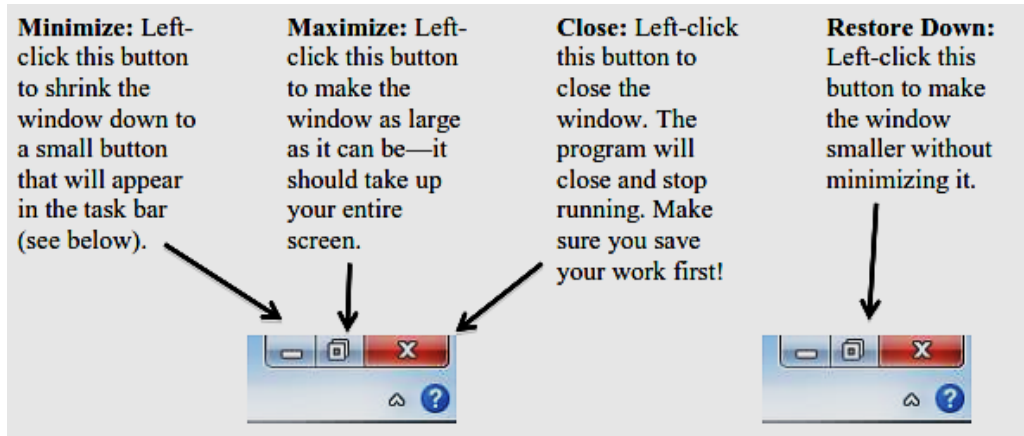 Minimize: Left-
click this button
to shrink the
window down to
a small button
that will appear
in the task bar
(see below).
Maximize: Left-
click this button
to make the
window as large
as it can be—it
should take up
your entire
screen.
Close: Left-click
this button to
close the
window. The
program will
close and stop
running. Make
sure you save
your work first!
Restore Down:
Left-click this
button to make
the window
smaller without
minimizing it.